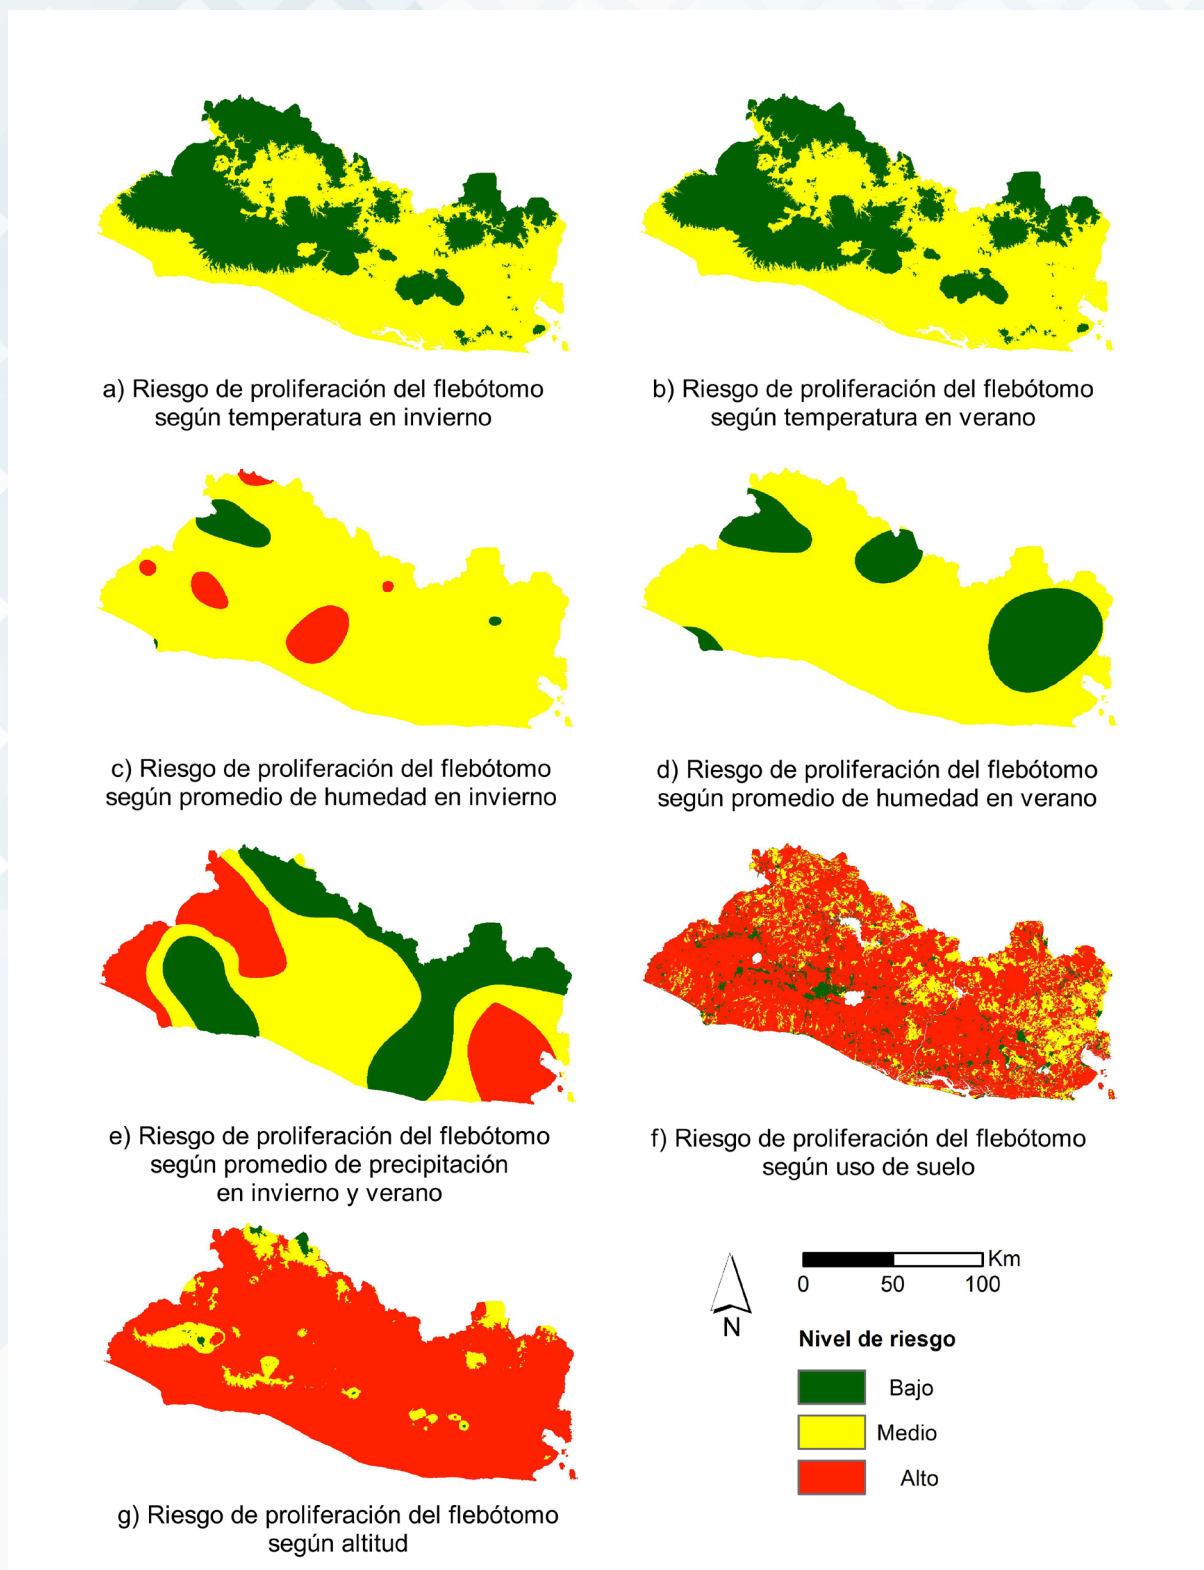 a) Riesgo de proliferación del flebótomo
según temperatura en invierno
b) Riesgo de proliferación del flebótomo
según temperatura en verano
c) Riesgo de proliferación del flebótomo
según promedio de humedad en invierno
d) Riesgo de proliferación del flebótomo
según promedio de humedad en verano
e) Riesgo de proliferación del flebótomo
según promedio de precipitación
en invierno y verano
f) Riesgo de proliferación del flebótomo
según uso de suelo
g) Riesgo de proliferación del flebótomo
según altitud
N
Km
0 50 100
Nivel de riesgo
Bajo
Medio
Alto